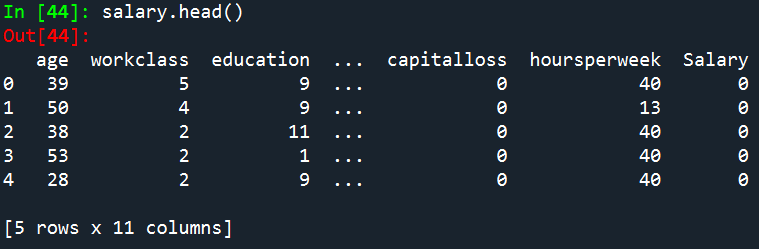 In [44]: salary.head()
Out[44]:
   age  workclass  education  ...  capitalloss  hoursperweek  Salary
0   39          5          9  ...            0            40       0
1   50          4          9  ...            0            13       0
2   38          2         11  ...            0            40       0
3   53          2          1  ...            0            40       0
4   28          2          9  ...            0            40       0
[5 rows x 11 columns]